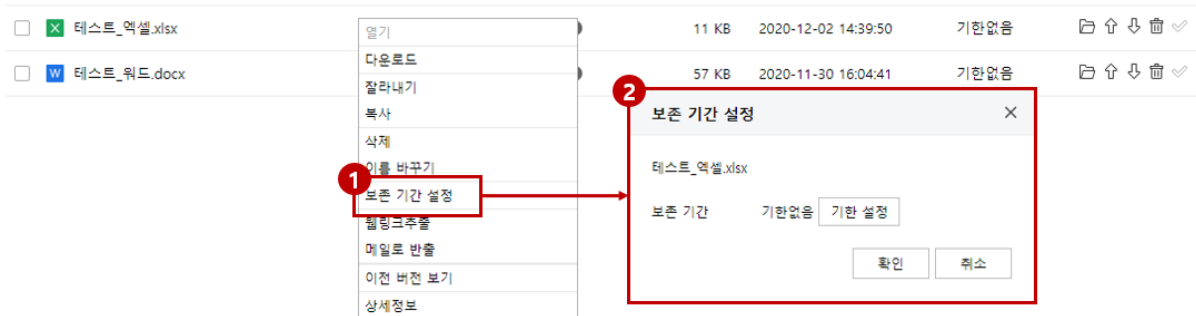 테스트_엑셀.xlsx 11 KB 2020-12-02 14:39:50 기한없음
테스트_워드.docx 57 KB 2020-11-30 16:04:41 기한없음
열기
다운로드
잘라내기
복사
삭제
이름 바꾸기
1
보존 기간 설정
웹링크추출
메일로 반출
이전 버전 보기
상세정보
2
보존 기간 설정
테스트_엑셀.xlsx
보존 기간 기한없음 기한 설정
확인 취소